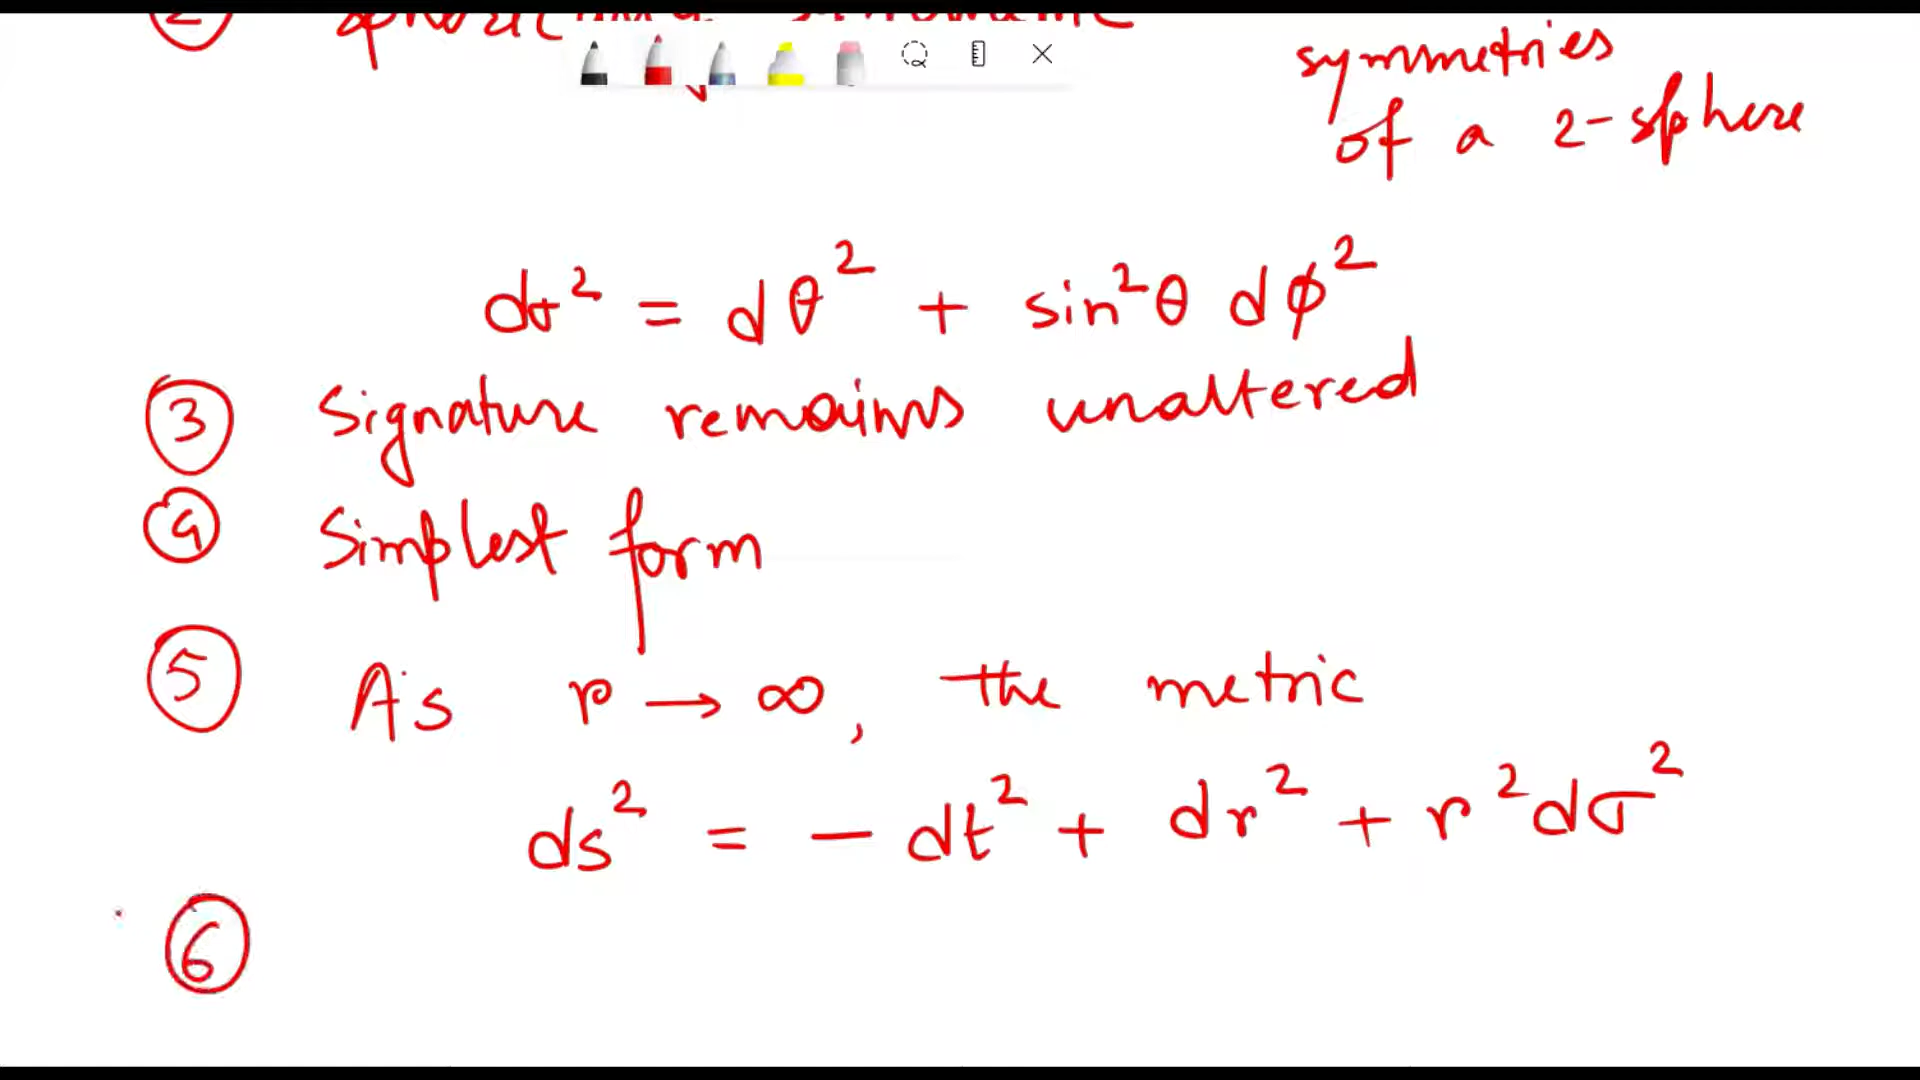 ②
symmetries
of a 2-sphere
dσ² = dθ² + sin²θ dϕ²
③ Signature remains unaltered
④ Simplest form
⑤ As r → ∞, the metric
ds² = - dt² + dr² + r²dσ²
⑥